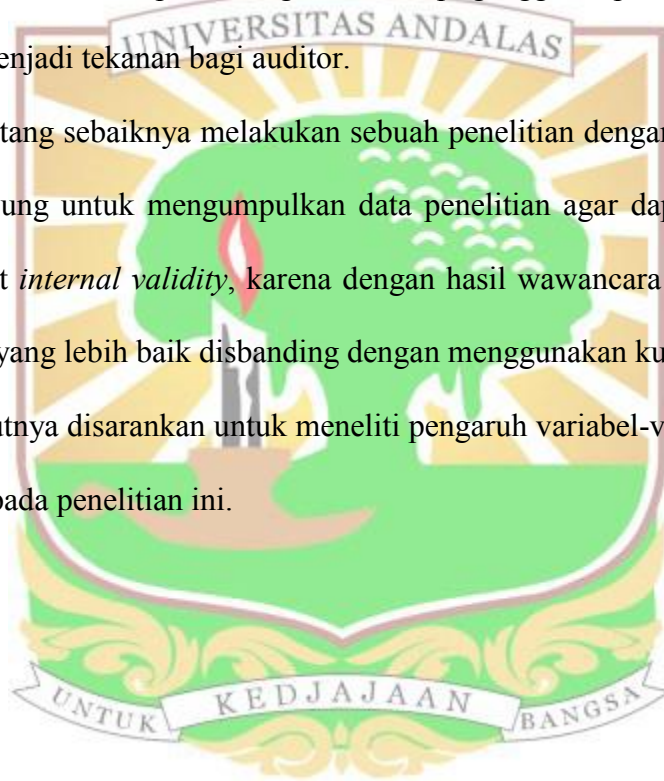 UNIVERSITAS ANDALAS
enjadi tekanan bagi auditor.
tang sebaiknya melakukan sebuah penelitian dengan
ung untuk mengumpulkan data penelitian agar dap
t internal validity, karena dengan hasil wawancara
yang lebih baik disbanding dengan menggunakan ku
utnya disarankan untuk meneliti pengaruh variabel-v
pada penelitian ini.
UNTUK KEDJAJAAN BANGSA